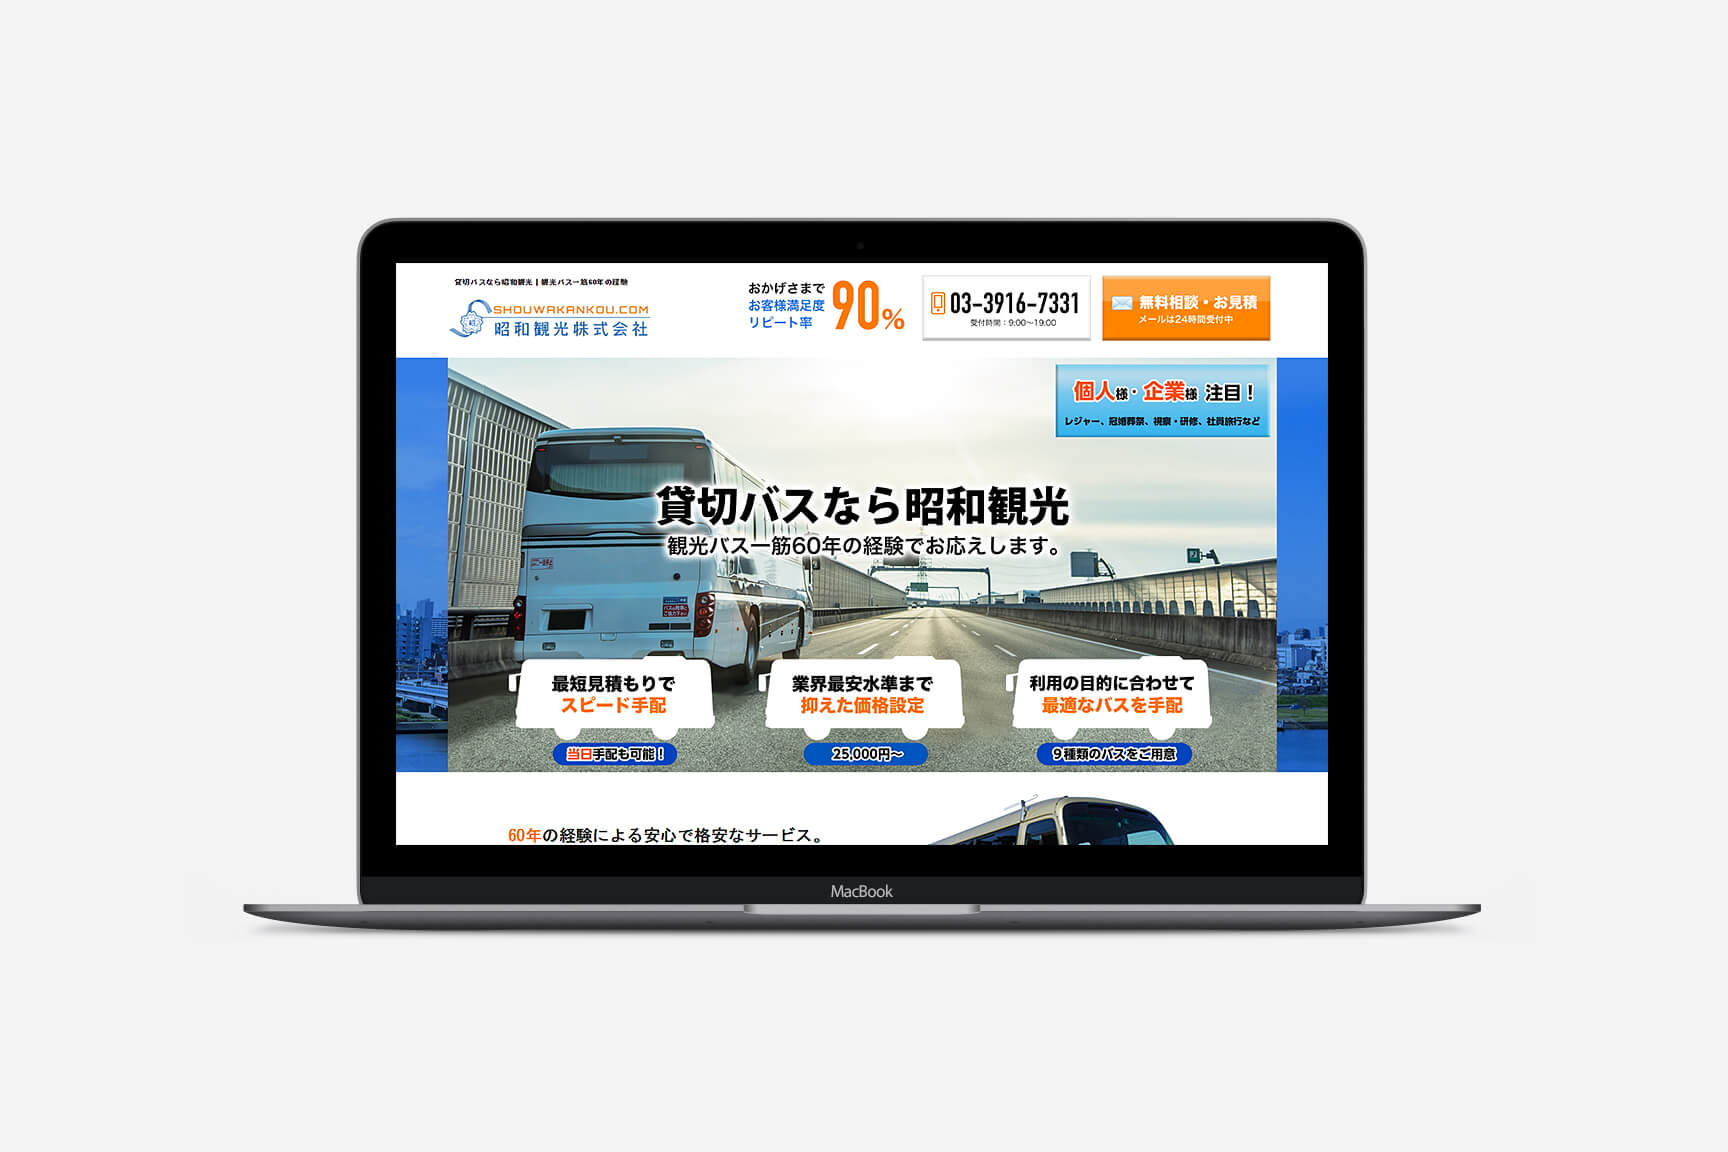 貸切バスなら昭和観光 | 観光バス一筋60年の経験
SHOUWAKANKOU.COM
昭和観光株式会社
おかげさまで
お客様満足度
リピート率
90%
03-3916-7331
受付時間：9:00〜19:00
無料相談・お見積
メールは24時間受付中
個人様・企業様 注目！
レジャー、冠婚葬祭、視察・研修、社員旅行など
貸切バスなら昭和観光
観光バス一筋60年の経験でお応えします。
最短見積もりで
スピード手配
当日手配も可能！
業界最安水準まで
抑えた価格設定
25,000円〜
利用の目的に合わせて
最適なバスを手配
9種類のバスをご用意
60年の経験による安心で格安なサービス。
MacBook